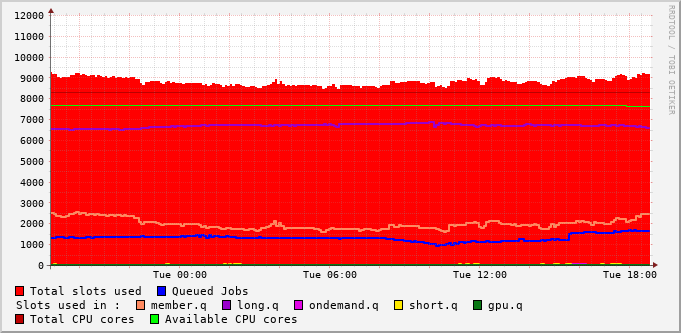 RRDTOOL / TOBI OETIKER
12000
11000
10000
9000
8000
7000
6000
5000
4000
3000
2000
1000
0
Tue 00:00 Tue 06:00 Tue 12:00 Tue 18:00
Total slots used Queued Jobs
Slots used in : member.q long.q ondemand.q short.q gpu.q
Total CPU cores Available CPU cores